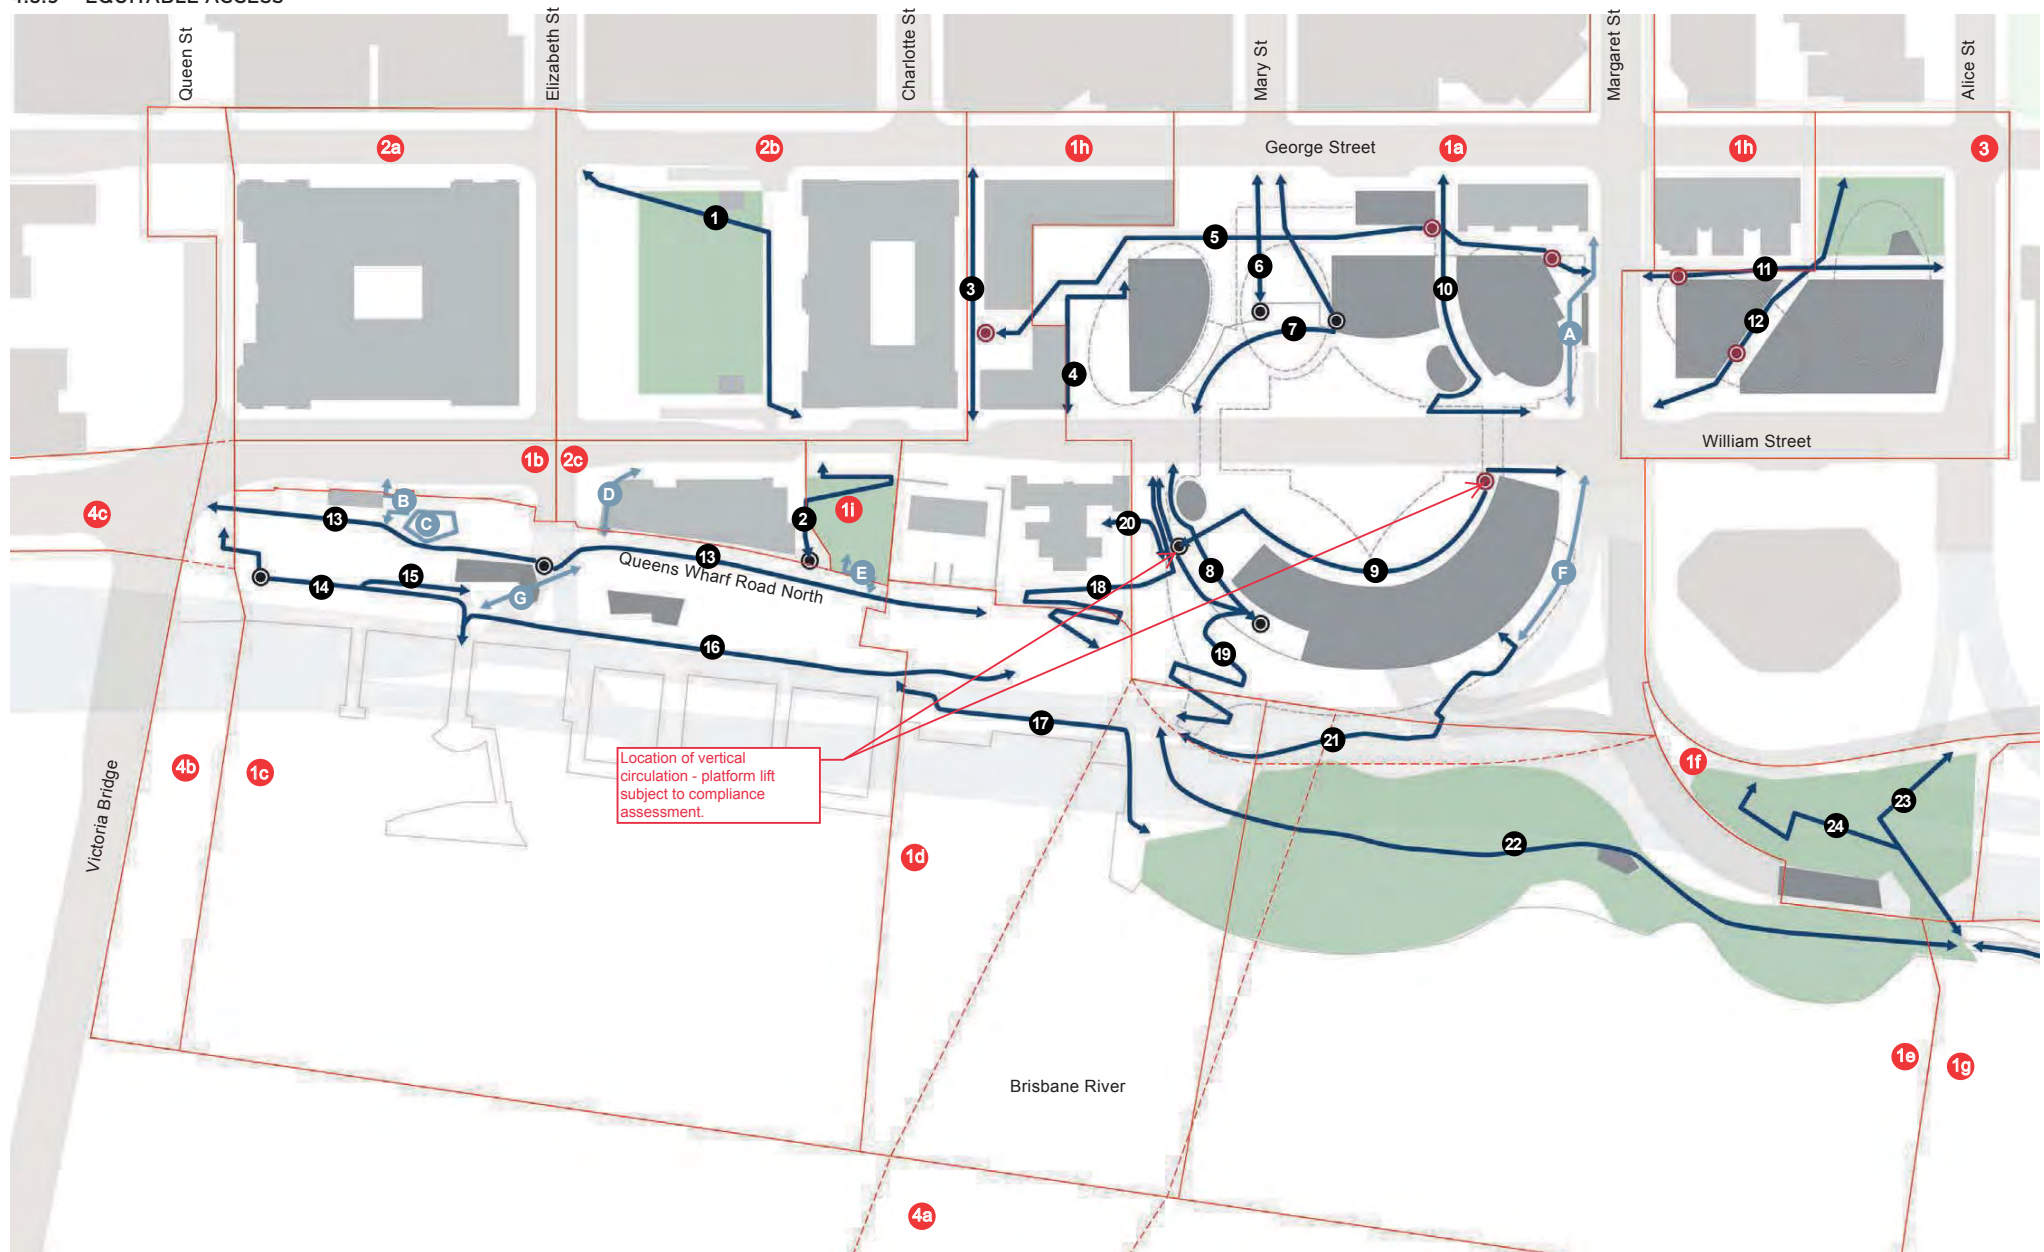 Queen St
Elizabeth St
Charlotte St
Mary St
Margaret St
Alice St
2a
2b
1h
George Street
1a
1h
3
1
5
6
3
10
11
12
7
A
4
William Street
1b
2c
4c
B
C
D
13
2
1i
20
13
Queens Wharf Road North
E
8
9
F
14
15
G
18
16
19
17
21
Location of vertical
circulation - platform lift
subject to compliance
assessment.
Victoria Bridge
4b
1c
1f
23
24
22
1d
1e
1g
Brisbane River
4a